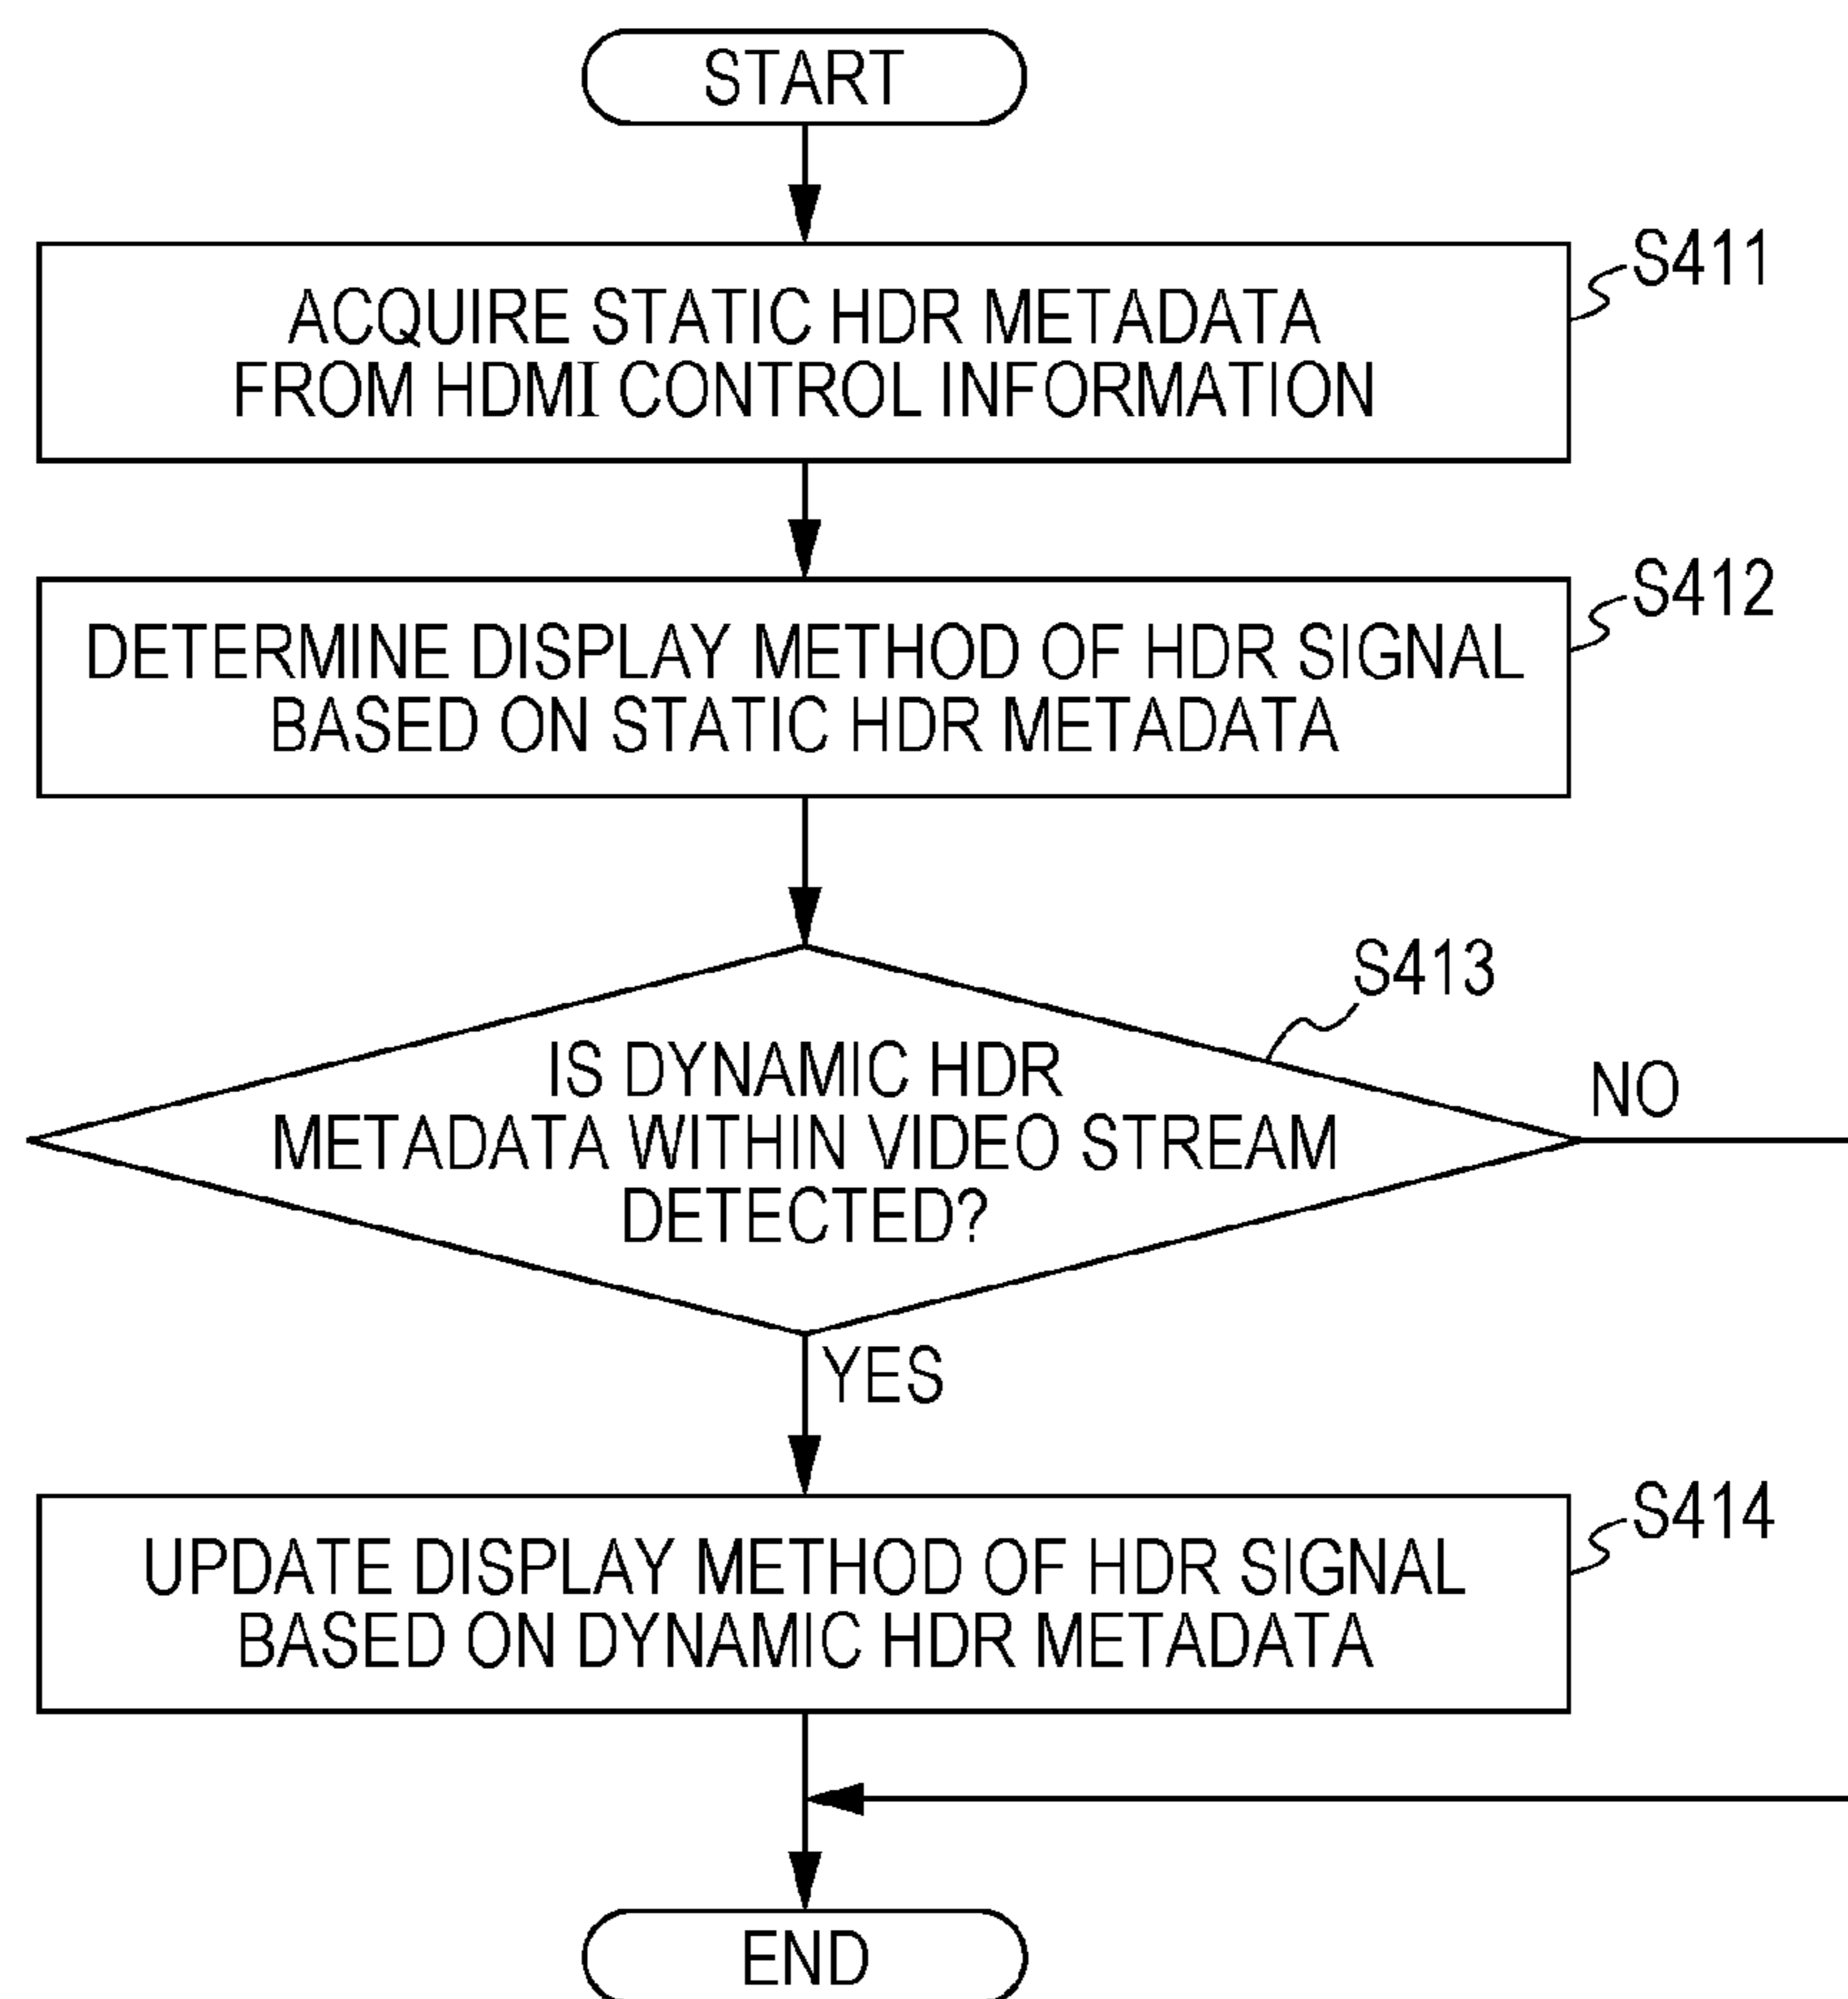 START
S411
ACQUIRE STATIC HDR METADATA
FROM HDMI CONTROL INFORMATION
S412
DETERMINE DISPLAY METHOD OF HDR SIGNAL
BASED ON STATIC HDR METADATA
S413
IS DYNAMIC HDR
METADATA WITHIN VIDEO STREAM
DETECTED?
NO
YES
S414
UPDATE DISPLAY METHOD OF HDR SIGNAL
BASED ON DYNAMIC HDR METADATA
END